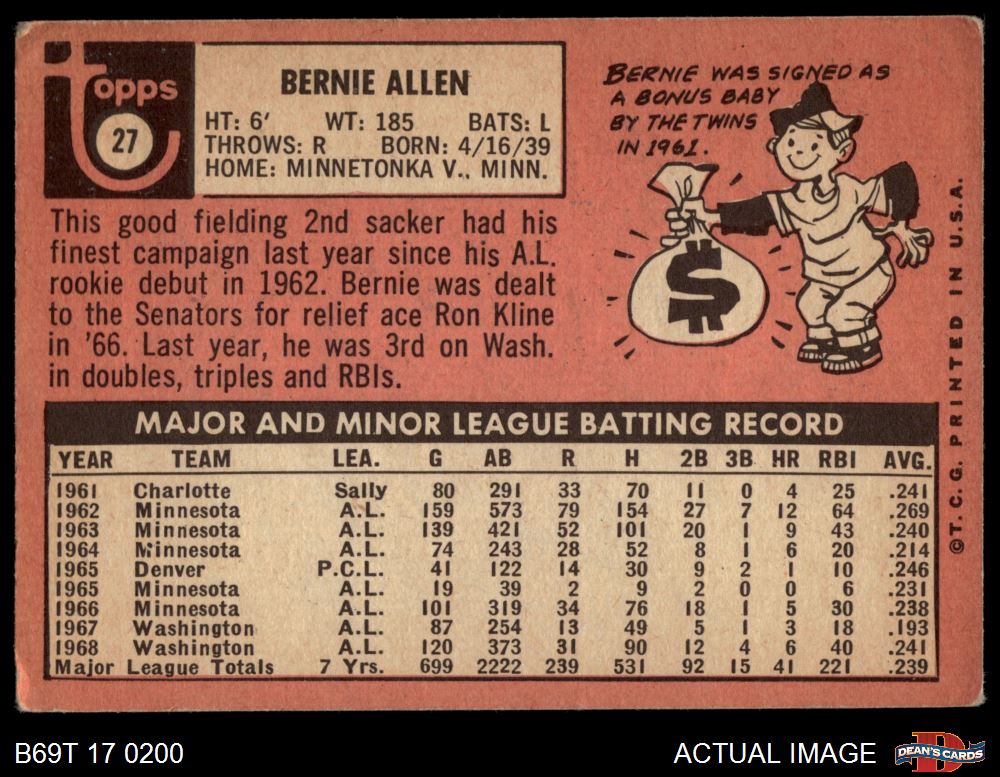 Topps
27
BERNIE ALLEN
HT: 6' WT: 185 BATS: L
THROWS: R BORN: 4/16/39
HOME: MINNETONKA V., MINN.
BERNIE WAS SIGNED AS
A BONUS BABY
BY THE TWINS
IN 1961.
$
This good fielding 2nd sacker had his
finest campaign last year since his A.L.
rookie debut in 1962. Bernie was dealt
to the Senators for relief ace Ron Kline
in '66. Last year, he was 3rd on Wash.
in doubles, triples and RBIs.
MAJOR AND MINOR LEAGUE BATTING RECORD
YEAR TEAM LEA. G AB R H 2B 3B HR RBI AVG.
1961 Charlotte Sally 80 291 33 70 11 0 4 25 .241
1962 Minnesota A.L. 159 573 79 154 27 7 12 64 .269
1963 Minnesota A.L. 139 421 52 101 20 1 9 43 .240
1964 Minnesota A.L. 74 243 28 52 8 1 6 20 .214
1965 Denver P.C.L. 41 122 14 30 9 2 1 10 .246
1965 Minnesota A.L. 19 39 2 9 2 0 0 6 .231
1966 Minnesota A.L. 101 319 34 76 18 1 5 30 .238
1967 Washington A.L. 87 254 13 49 5 1 3 18 .193
1968 Washington A.L. 120 373 31 90 12 4 6 40 .241
Major League Totals 7 Yrs. 699 2222 239 531 92 15 41 221 .239
©T.C.G. PRINTED IN U.S.A.
B69T 17 0200
ACTUAL IMAGE
D
DEAN'S CARDS